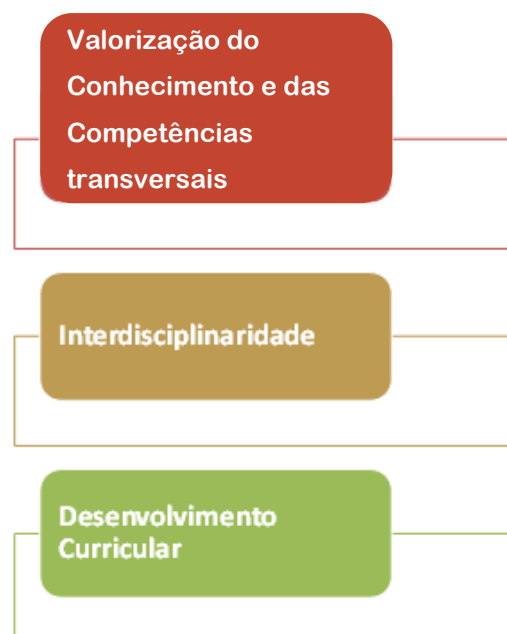 Valorização do
Conhecimento e das
Competências
transversais
Interdisciplinaridade
Desenvolvimento
Curricular